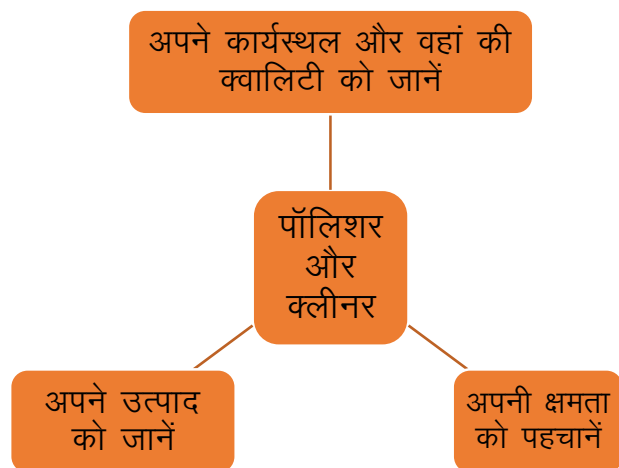 अपने कार्यस्थल और वहां की
क्वालिटी को जानें
पॉलिशर
और
क्लीनर
अपने उत्पाद
को जानें
अपनी क्षमता
को पहचानें